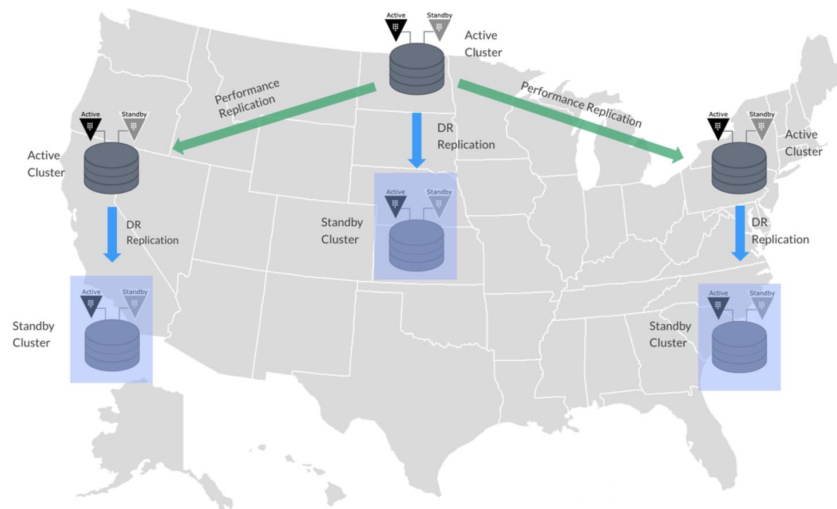 Active Standby
Active
Cluster
Performance
Replication
Performance Replication
DR
Replication
Active Standby
Active
Cluster
Active Standby
Active
Cluster
Active Standby
Standby
Cluster
DR
Replication
DR
Replication
Active Standby
Standby
Cluster
Active Standby
Standby
Cluster